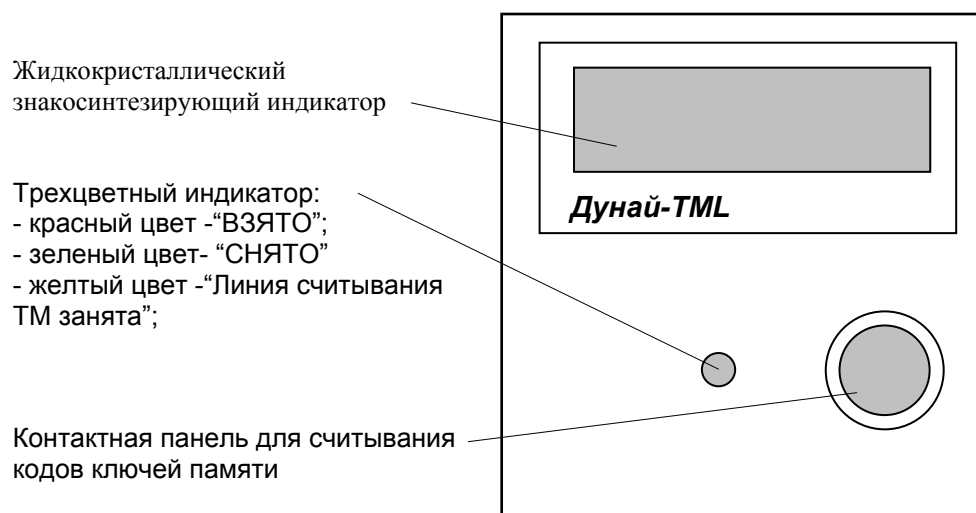 Жидкокристаллический
знакосинтезирующий индикатор
Трехцветный индикатор:
- красный цвет -“ВЗЯТО”;
- зеленый цвет- “СНЯТО”
- желтый цвет -“Линия считывания
ТМ занята”;
Контактная панель для считывания
кодов ключей памяти
Дунай-TML